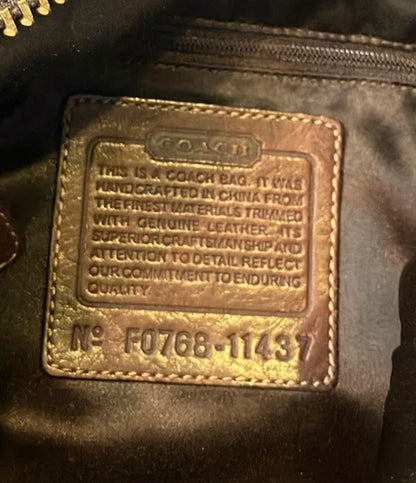 COACH
THIS IS A COACH BAG. IT WAS
HANDCRAFTED IN CHINA FROM
THE FINEST MATERIALS TRIMMED
WITH GENUINE LEATHER. ITS
SUPERIOR CRAFTSMANSHIP AND
ATTENTION TO DETAIL REFLECT
OUR COMMITMENT TO ENDURING
QUALITY.
Nº F0768-11437